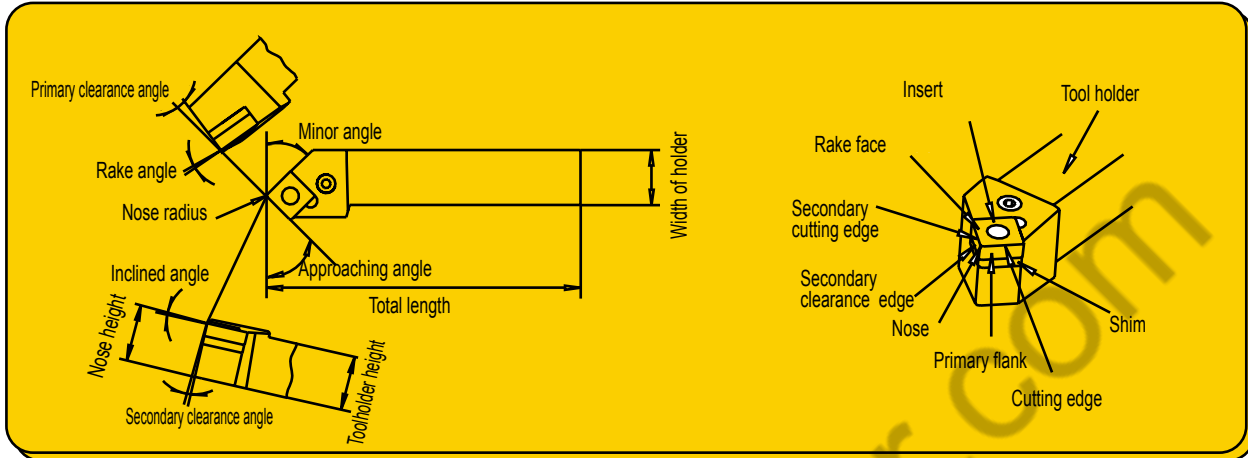 Primary clearance angle
Rake angle
Nose radius
Minor angle
Inclined angle
Approaching angle
Total length
Width of holder
Nose height
Toolholder height
Secondary clearance angle
Insert
Tool holder
Rake face
Secondary
cutting edge
Secondary
clearance edge
Nose
Primary flank
Cutting edge
Shim
r.com